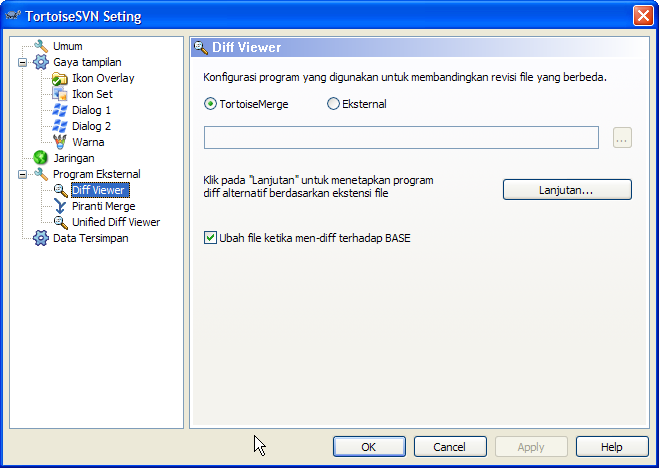 TortoiseSVN Seting
Umum
Gaya tampilan
Ikon Overlay
Ikon Set
Dialog 1
Dialog 2
Warna
Jaringan
Program Eksternal
Diff Viewer
Piranti Merge
Unified Diff Viewer
Data Tersimpan
Diff Viewer
Konfigurasi program yang digunakan untuk membandingkan revisi file yang berbeda.
TortoiseMerge
Eksternal
...
Klik pada "Lanjutan" untuk menetapkan program
diff alternatif berdasarkan ekstensi file
Lanjutan...
Ubah file ketika men-diff terhadap BASE
OK
Cancel
Apply
Help